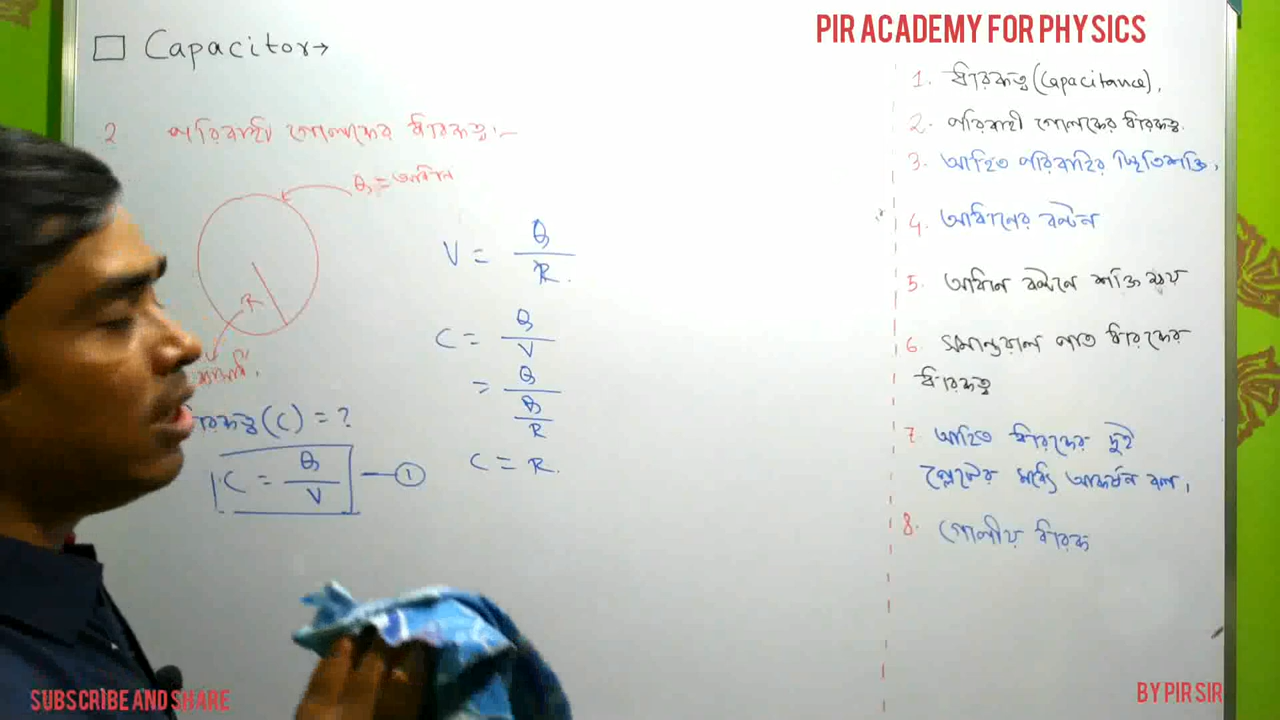 PIR ACADEMY FOR PHYSICS
□ Capacitor→
2 পরিবাহী গোলকের ধারকত্ব:-
Q = আধান
R
V = Q/R.
C = Q/V
= Q/(Q/R)
C = R.
রকত্ব (C) = ?
C = Q/V — ①
1. ধারকত্ব (Capacitance),
2. পরিবাহী গোলকের ধারকত্ব.
3. আহিত পরিবাহির স্থিতিশক্তি,
4. আধানের বন্টন
5. আধান বন্টনে শক্তি ক্ষয়
6. সমান্তরাল পাত ধারকের
ধারকত্ব
7 আহিত ধারকের দুই
প্লেটের মধ্যে আকর্ষন বল,
8. গোলীয় ধারক
SUBSCRIBE AND SHARE
BY PIR SIR